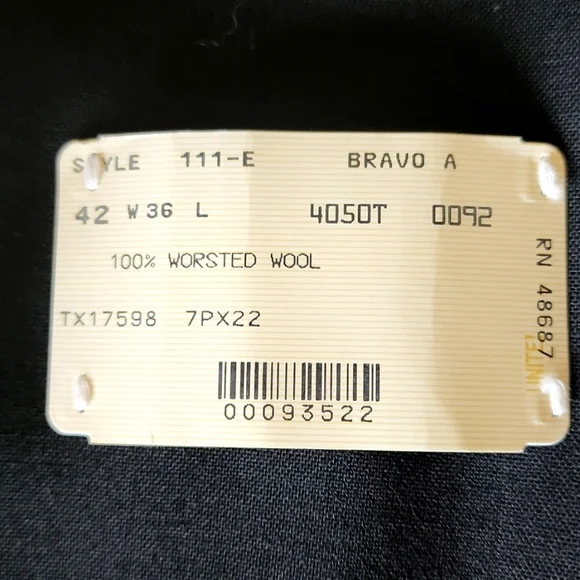 STYLE 111-E BRAVO A
42 W 36 L 4050T 0092
100% WORSTED WOOL
TX17598 7PX22
00093522
RN 48687